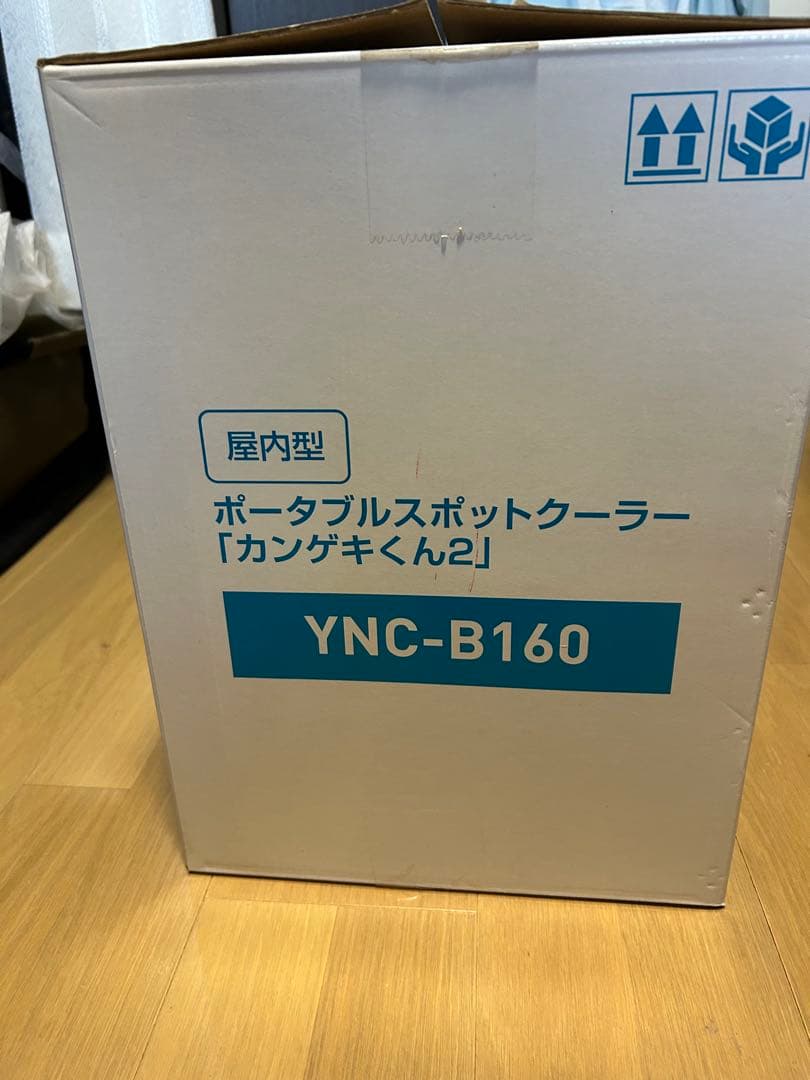 屋内型
ポータブルスポットクーラー
「カンゲキくん2」
YNC-B160